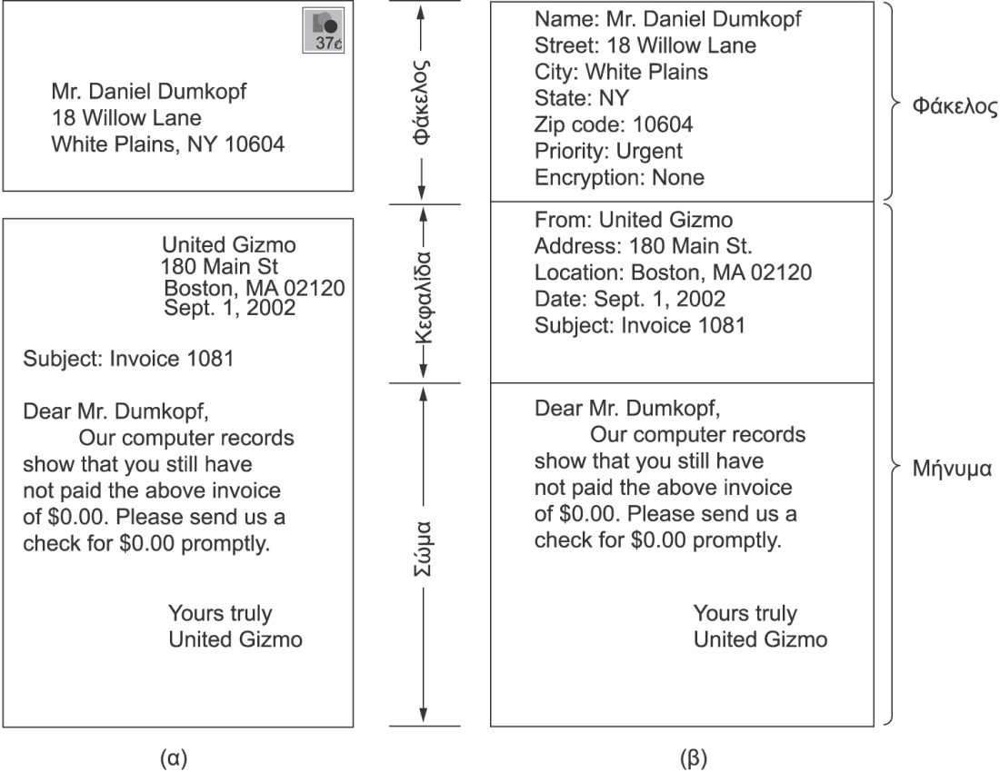 37¢
Mr. Daniel Dumkopf
18 Willow Lane
White Plains, NY 10604
United Gizmo
180 Main St
Boston, MA 02120
Sept. 1, 2002
Subject: Invoice 1081
Dear Mr. Dumkopf,
Our computer records
show that you still have
not paid the above invoice
of $0.00. Please send us a
check for $0.00 promptly.
Yours truly
United Gizmo
(α)
Φάκελος
Κεφαλίδα
Σώμα
Name: Mr. Daniel Dumkopf
Street: 18 Willow Lane
City: White Plains
State: NY
Zip code: 10604
Priority: Urgent
Encryption: None
From: United Gizmo
Address: 180 Main St.
Location: Boston, MA 02120
Date: Sept. 1, 2002
Subject: Invoice 1081
Dear Mr. Dumkopf,
Our computer records
show that you still have
not paid the above invoice
of $0.00. Please send us a
check for $0.00 promptly.
Yours truly
United Gizmo
(β)
Φάκελος
Μήνυμα